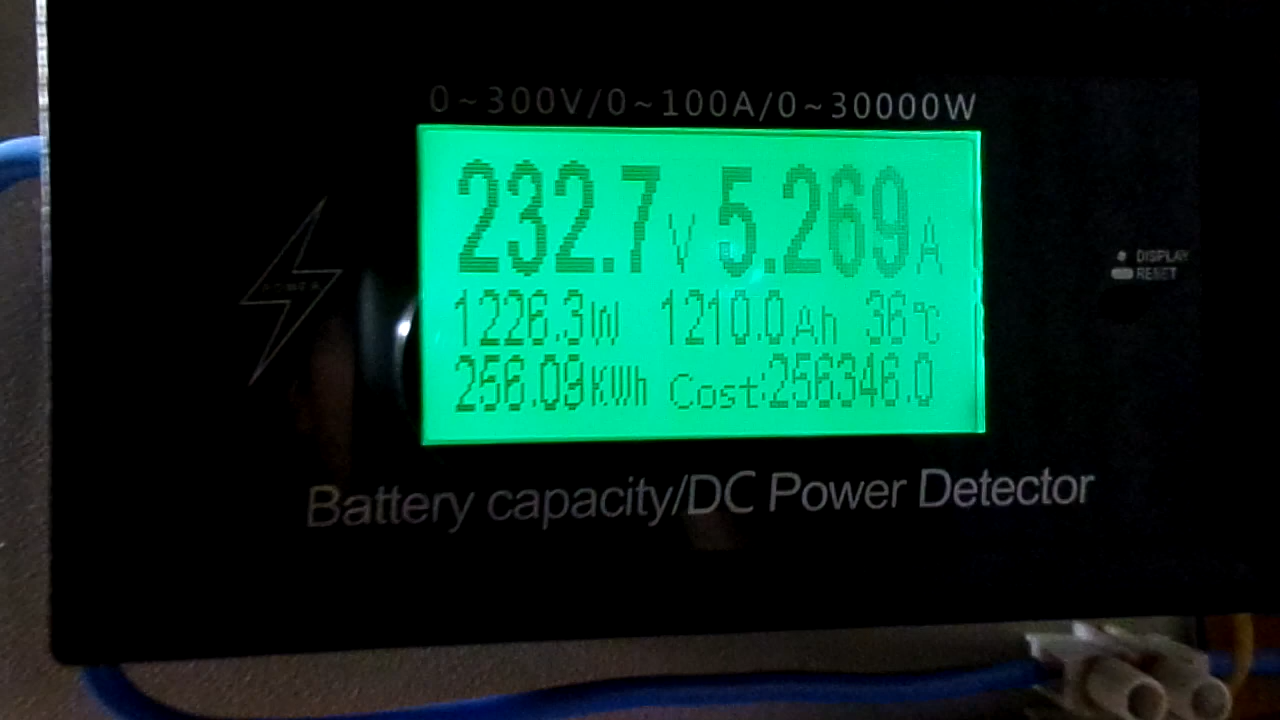 0~300V/0~100A/0~30000W
232.7V 5.269A
1226.3W 1210.0Ah 36℃
256.09KWh Cost:256346.0
POWER
DISPLAY
RESET
Battery capacity/DC Power Detector